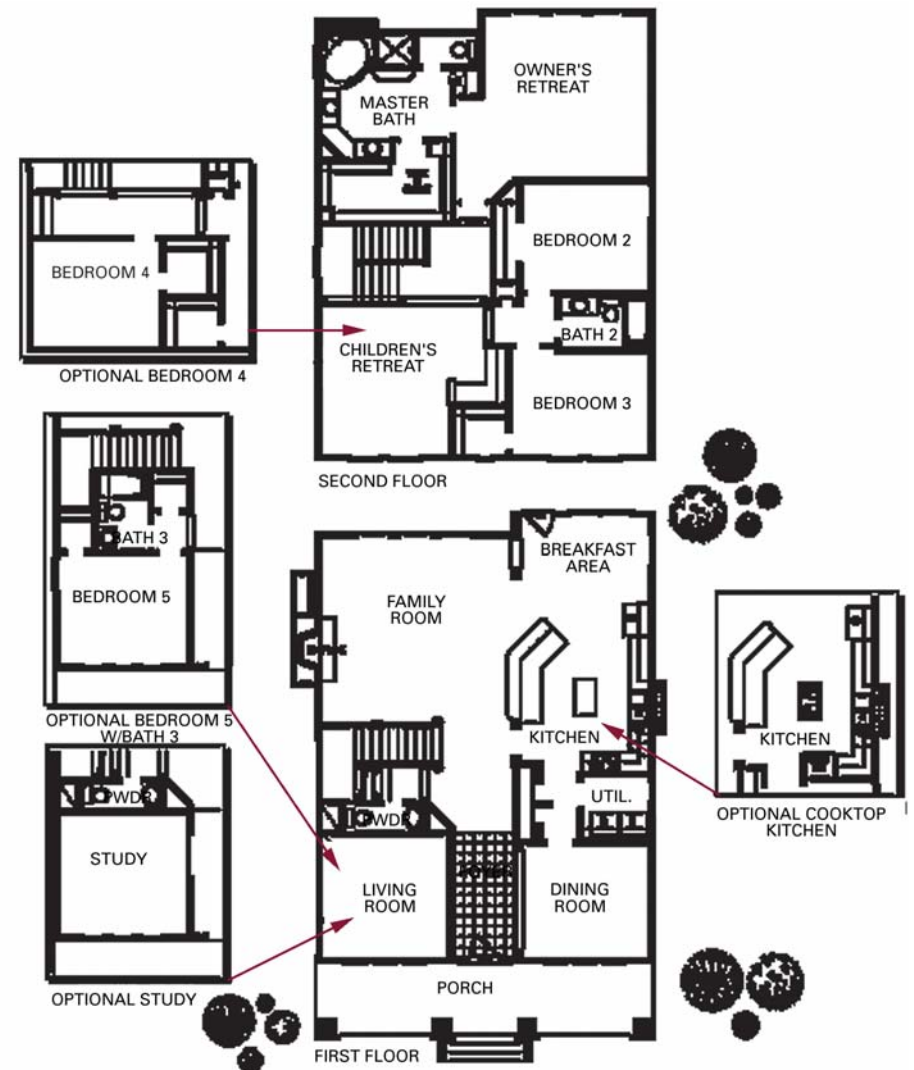 OWNER'S
RETREAT
MASTER
BATH
BEDROOM 2
BATH 2
CHILDREN'S
RETREAT
BEDROOM 3
SECOND FLOOR
BEDROOM 4
OPTIONAL BEDROOM 4
BATH 3
BEDROOM 5
OPTIONAL BEDROOM 5
W/BATH 3
PWDR
STUDY
OPTIONAL STUDY
BREAKFAST
AREA
FAMILY
ROOM
KITCHEN
UTIL.
PWDR
FOYER
LIVING
ROOM
DINING
ROOM
PORCH
FIRST FLOOR
KITCHEN
OPTIONAL COOKTOP
KITCHEN